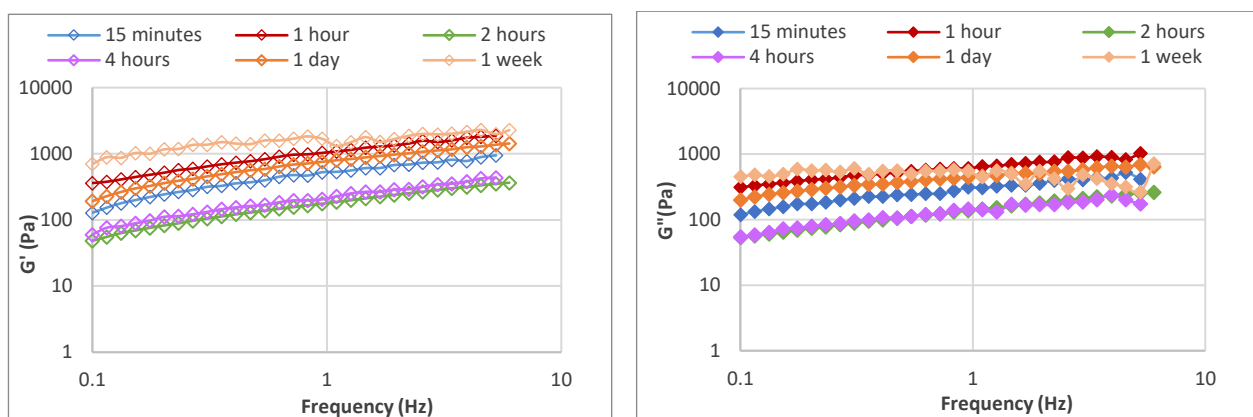 15 minutes 1 hour 2 hours
4 hours 1 day 1 week
10000
1000
100
10
1
0.1 1 10
G' (Pa)
Frequency (Hz)
15 minutes 1 hour 2 hours
4 hours 1 day 1 week
10000
1000
100
10
1
0.1 1 10
G''(Pa)
Frequency (Hz)